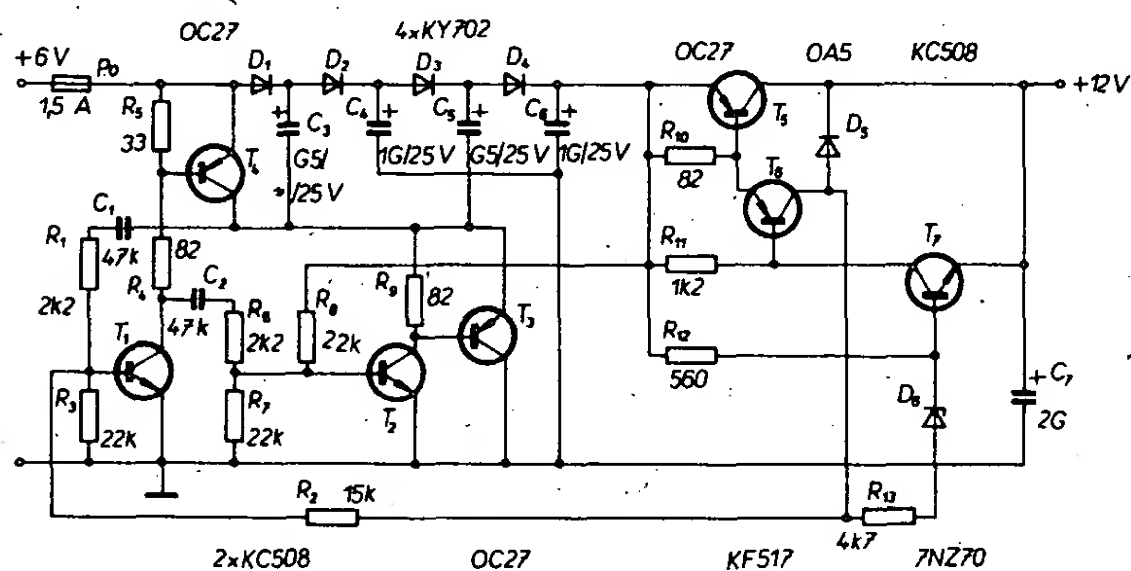 OC27 4xKY702 OC27 OA5 KC508
+6V Po D1 D2 D3 D4 +12V
1,5 A R5 C3 C4 C5 C6 T5 D5
33 T4 G5/ 1G/25V G5/25V 1G/25V R10 82 T6
/25V
C1 R1 47k 82 R11 T7
2k2 R4 C2 R9 82 1k2
47k R6 2k2 R8 22k T3 R12
T1 560
R3 R7 T2 D6 + C7
22k 22k 2G
R2 15k R13
4k7
2xKC508 OC27 KF517 7NZ70